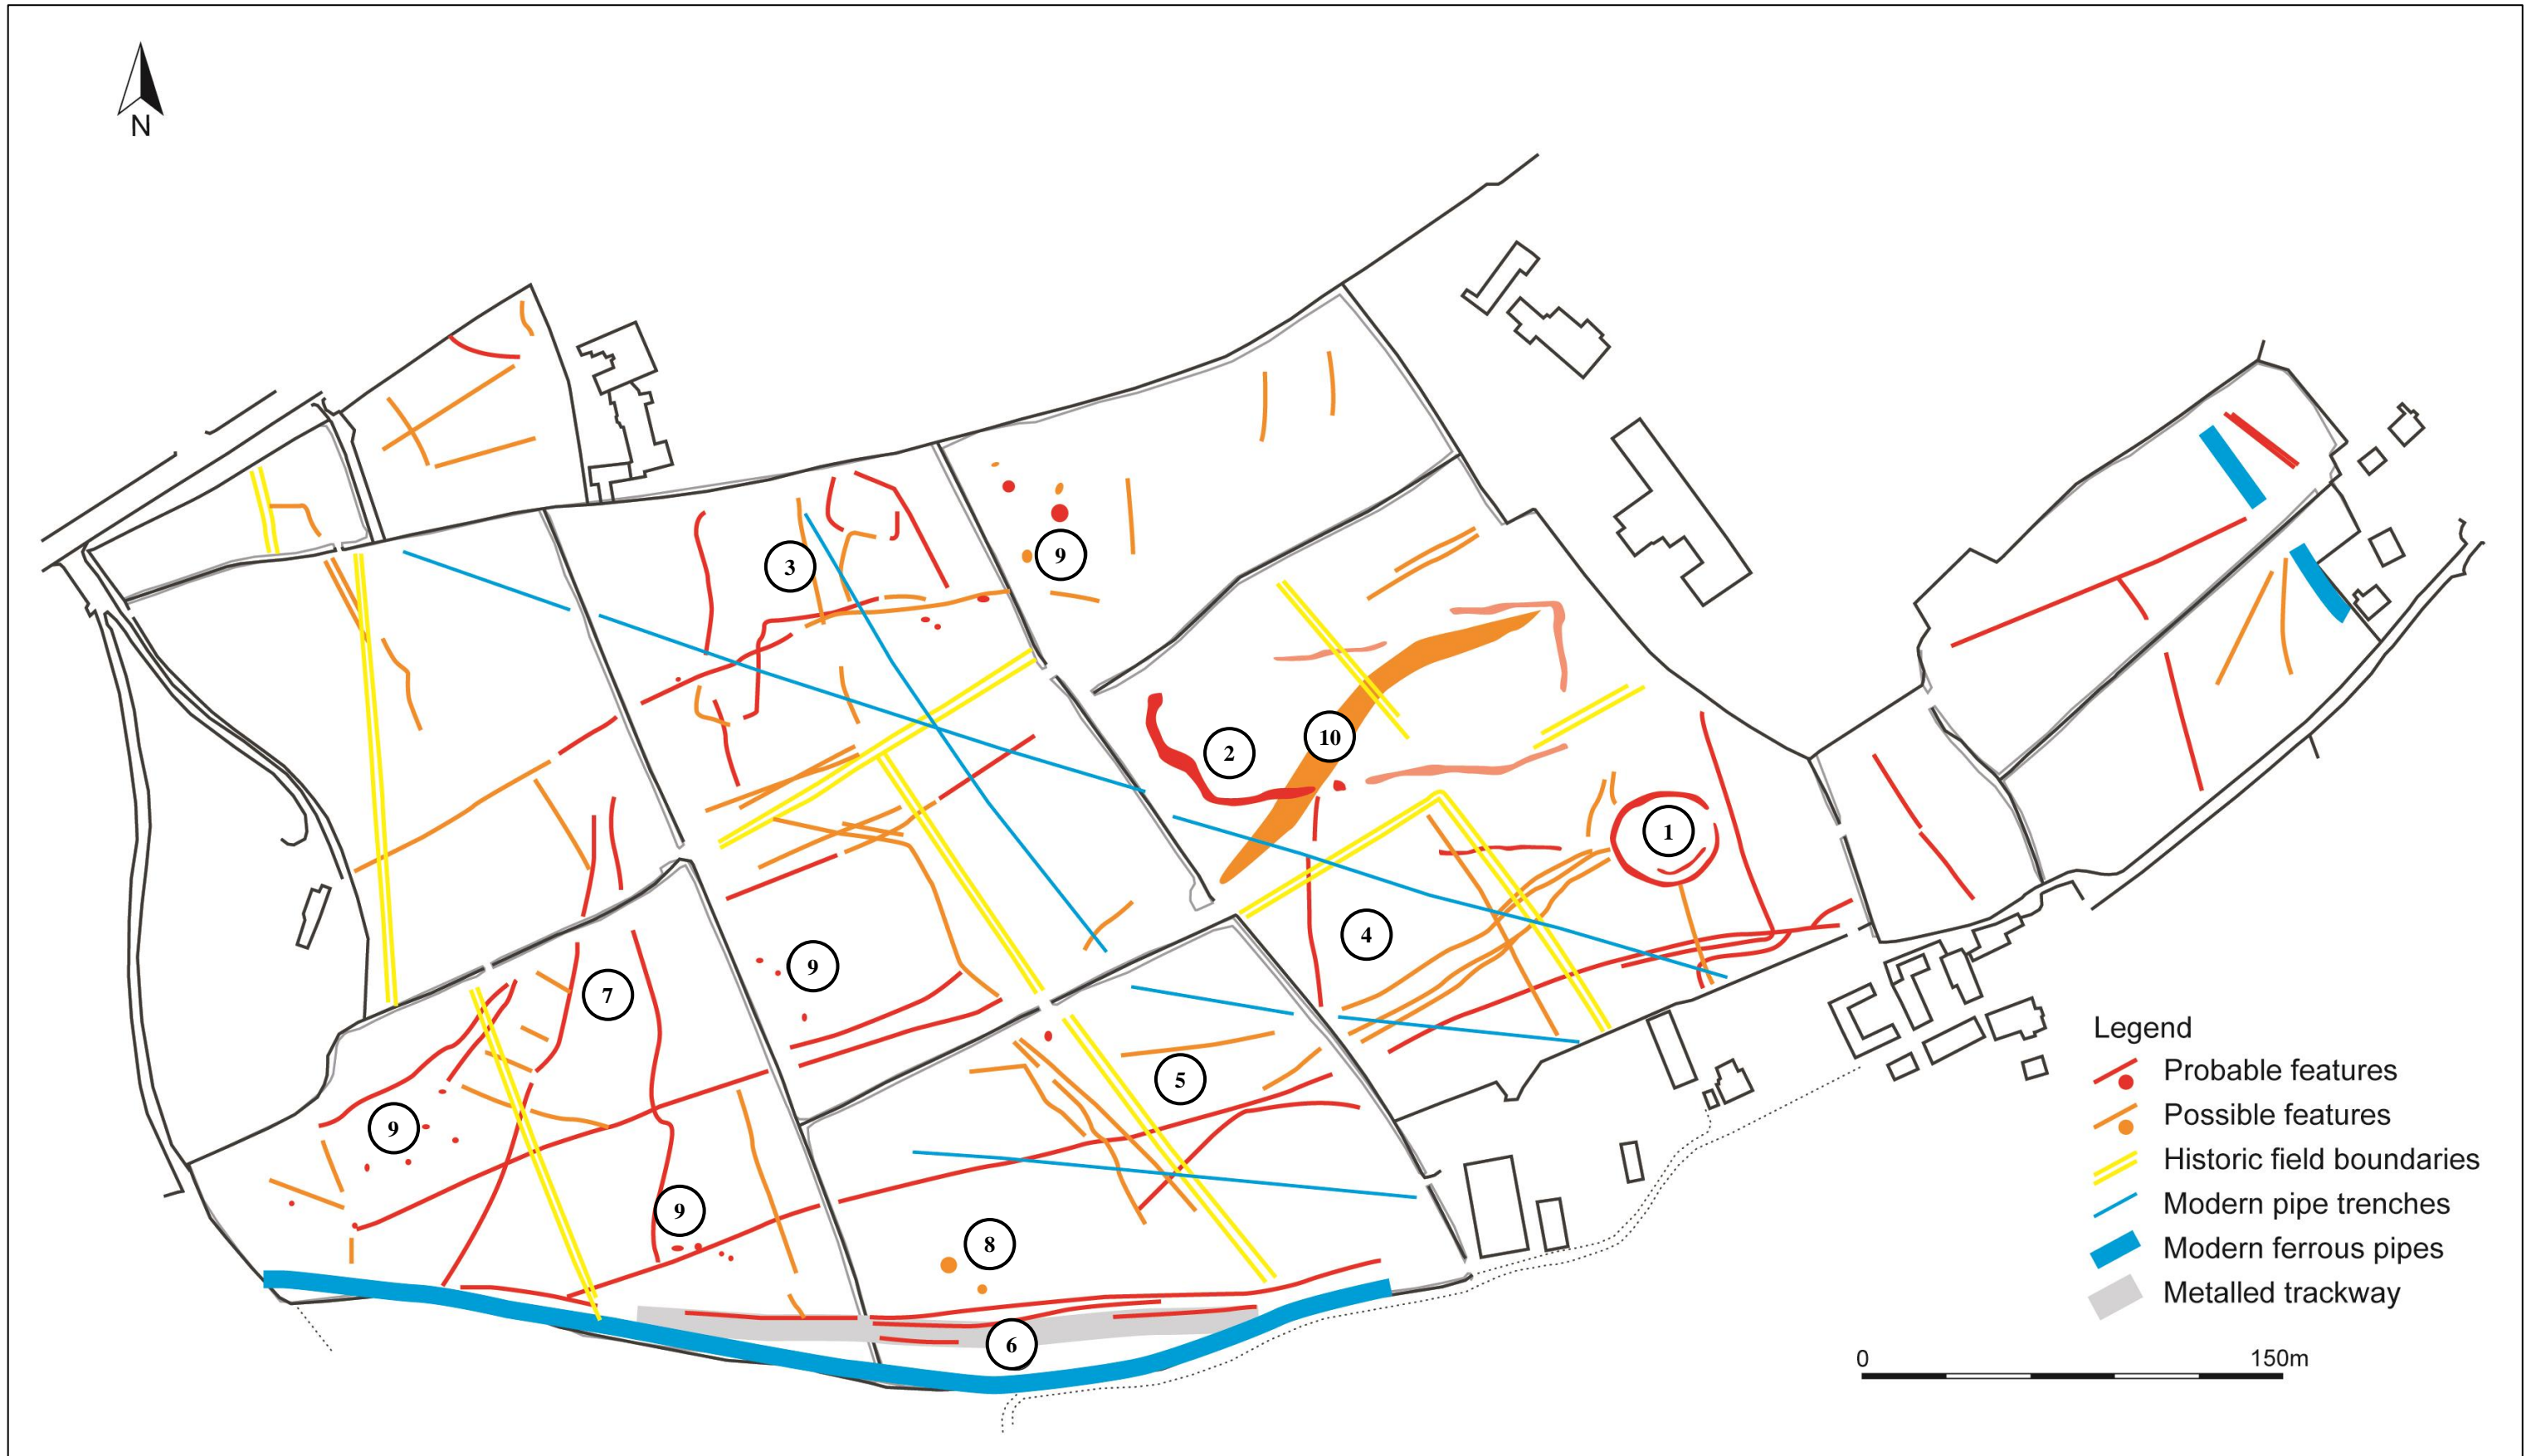 N
3
9
2
10
1
4
9
7
5
9
9
8
6
Legend
Probable features
Possible features
Historic field boundaries
Modern pipe trenches
Modern ferrous pipes
Metalled trackway
0 150m